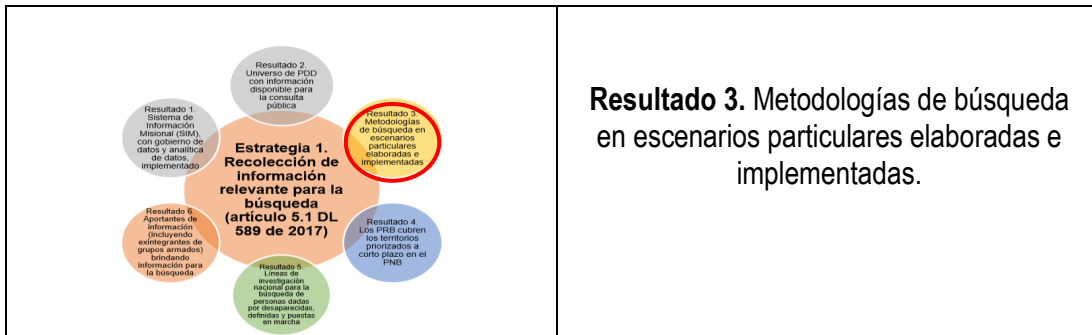 Resultado 2.
Universo de PDD
con información
disponible para
la consulta
pública
Resultado 1.
Sistema de
Información
Misional (SIM),
con gobierno de
datos y analítica
de datos,
implementado
Resultado 3.
Metodologías
de búsqueda en
escenarios
particulares
elaboradas e
implementadas
Estrategia 1.
Recolección de
información
relevante para la
búsqueda
(artículo 5.1 DL
589 de 2017)
Resultado 6.
Aportantes de
información
(incluyendo
exintegrantes de
grupos armados)
brindando
información para
la búsqueda
Resultado 4.
Los PRB cubren
los territorios
priorizados a
corto plazo en el
PNB
Resultado 5.
Líneas de
investigación
nacional para la
búsqueda de
personas dadas
por desaparecidas,
definidas y puestas
en marcha
Resultado 3. Metodologías de búsqueda
en escenarios particulares elaboradas e
implementadas.